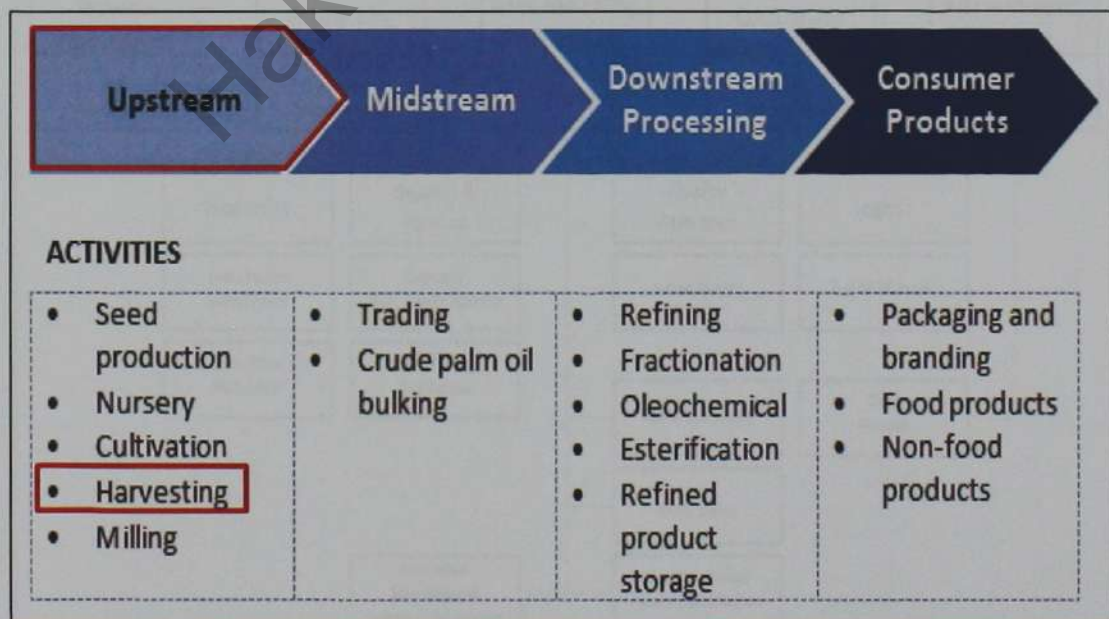 Upstream
Midstream
Downstream
Processing
Consumer
Products
ACTIVITIES
• Seed
production
• Nursery
• Cultivation
• Harvesting
• Milling
• Trading
• Crude palm oil
bulking
• Refining
• Fractionation
• Oleochemical
• Esterification
• Refined
product
storage
• Packaging and
branding
• Food products
• Non-food
products